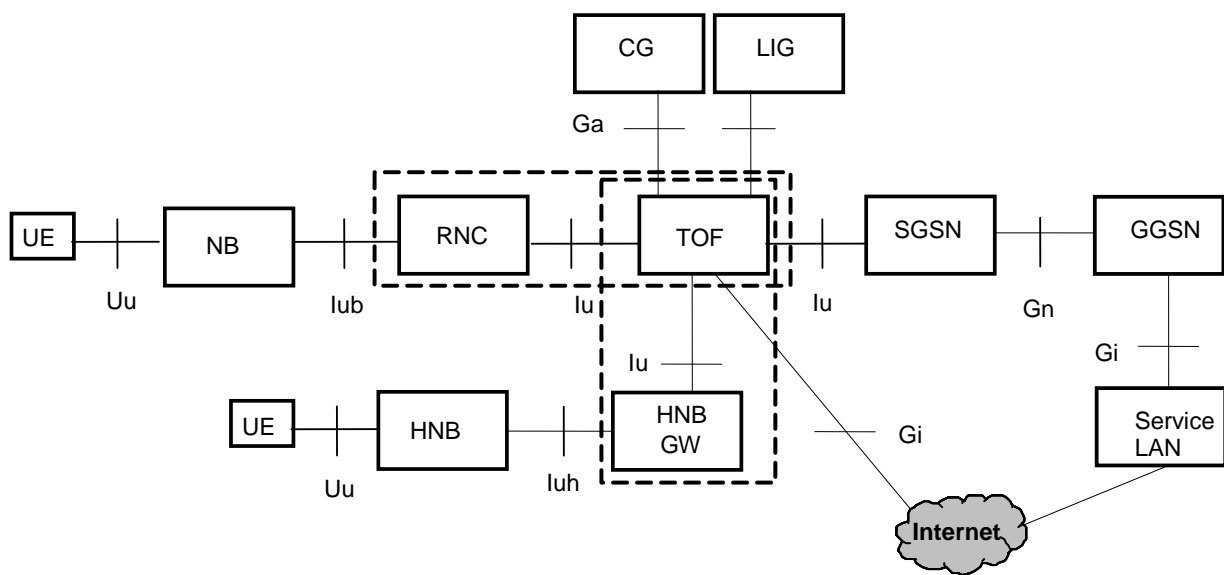 CG
LIG
Ga
UE
NB
RNC
TOF
SGSN
GGSN
Uu
Iub
Iu
Iu
Gn
Gi
Iu
UE
HNB
HNB
GW
Gi
Service
LAN
Uu
Iuh
Internet